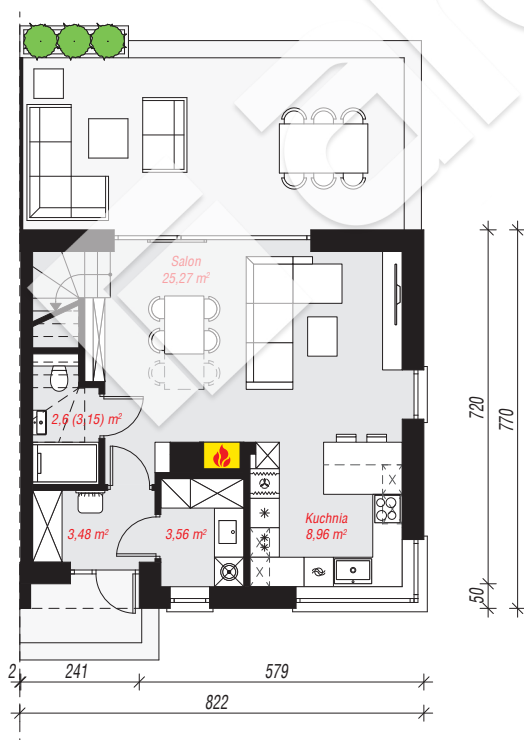 Salon
25,27 m²
2,6 (3,15) m²
3,48 m²
3,56 m²
Kuchnia
8,96 m²
720
770
50
2
241
579
822